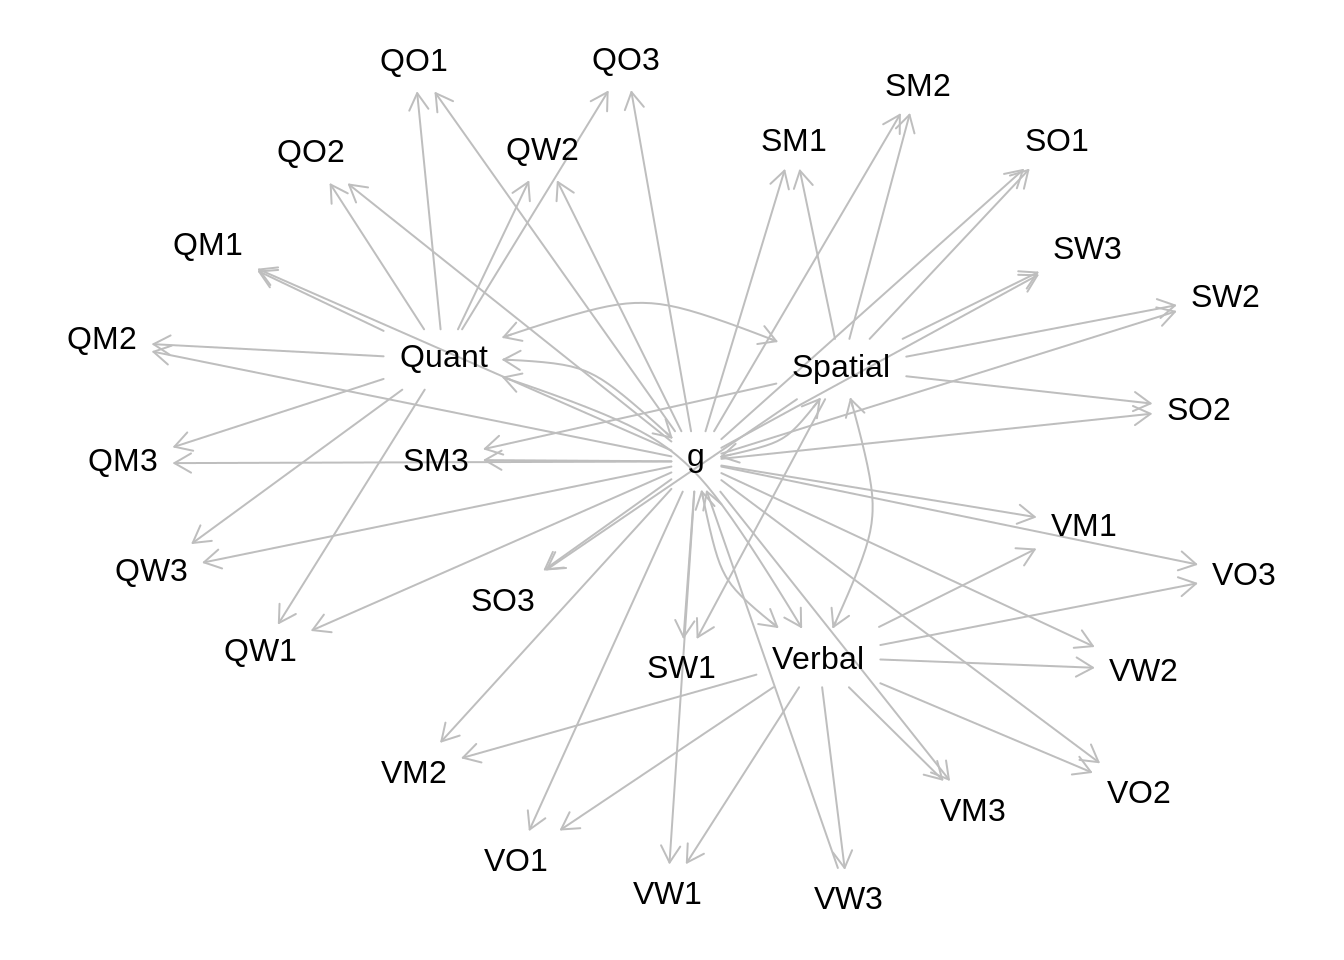 QO1
QO3
SM2
SM1
SO1
QO2
QW2
QM1
SW3
SW2
QM2
Quant
Spatial
SO2
QM3
SM3
g
VM1
QW3
VO3
SO3
QW1
SW1
Verbal
VW2
VM2
VO2
VM3
VO1
VW1
VW3